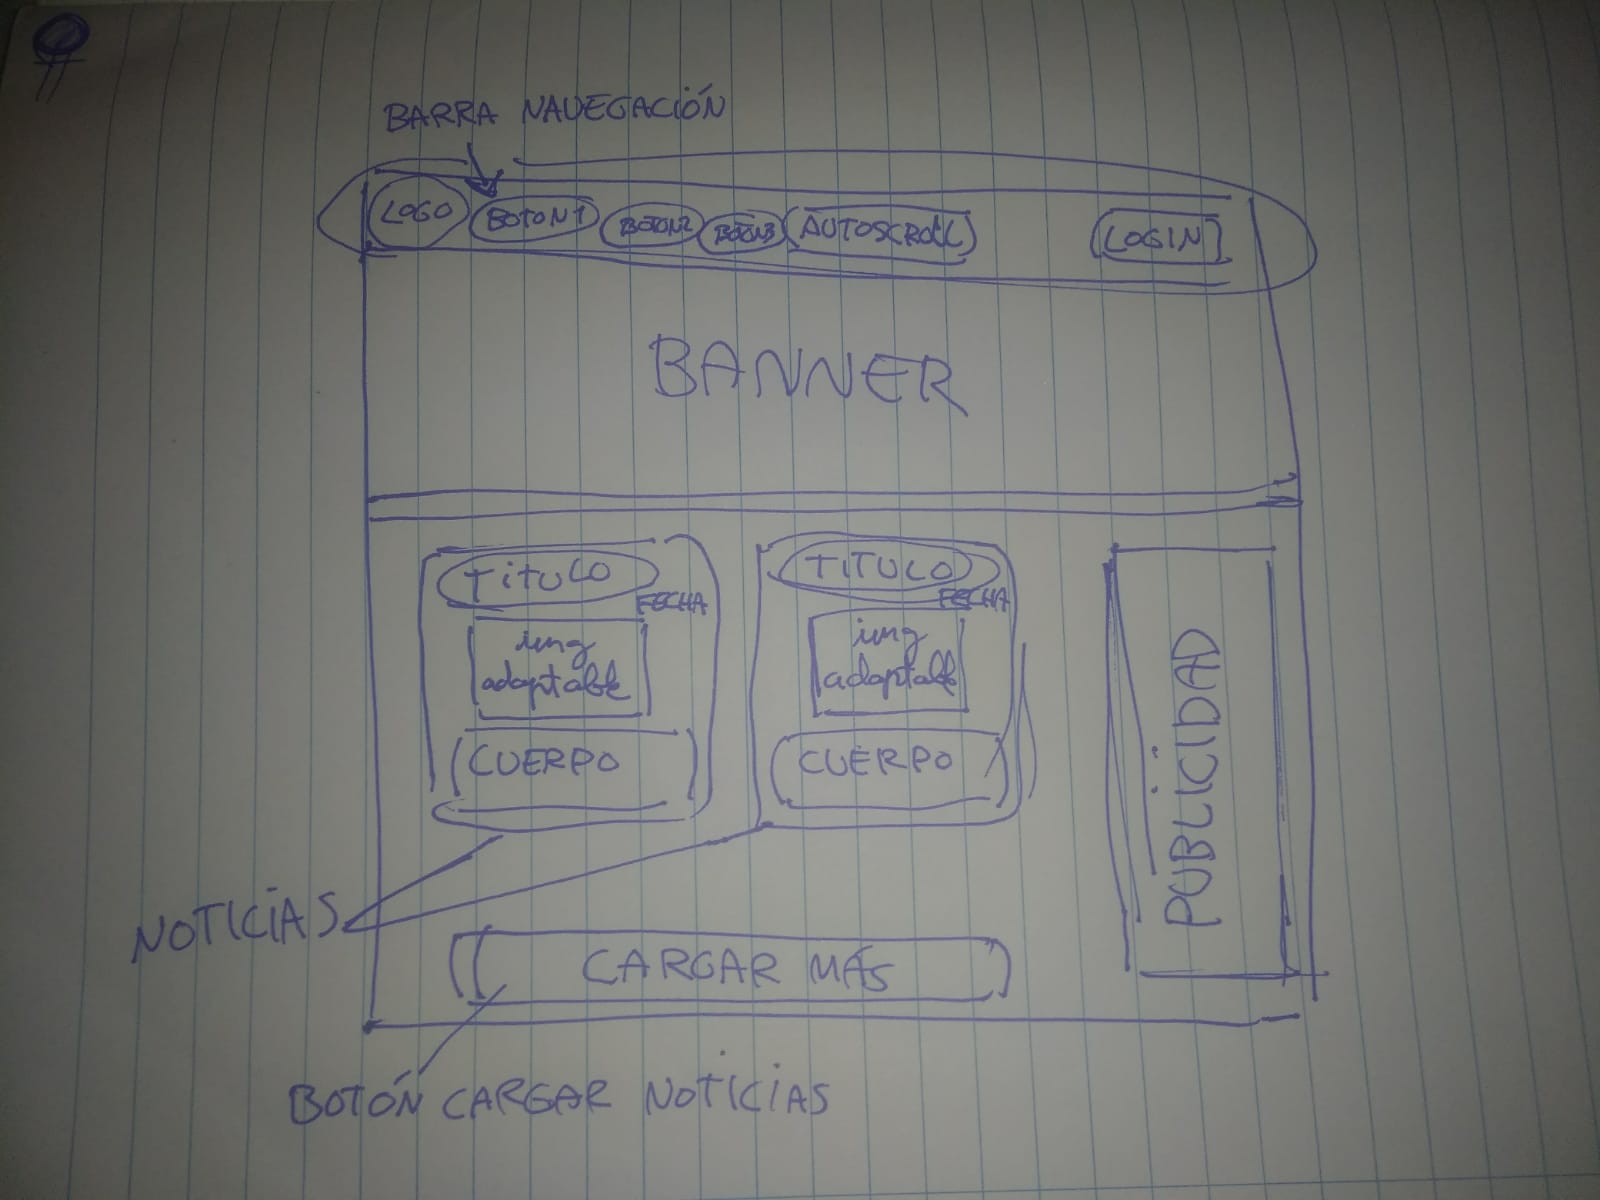 BARRA NAVEGACIÓN
LOGO BOTON1 BOTON2 BOTON3 AUTOSCROLL LOGIN
BANNER
TITULO
FECHA
img
adaptable
CUERPO
TITULO
FECHA
img
adaptable
CUERPO
PUBLICIDAD
NOTICIAS
CARGAR MÁS
BOTÓN CARGAR NOTICIAS